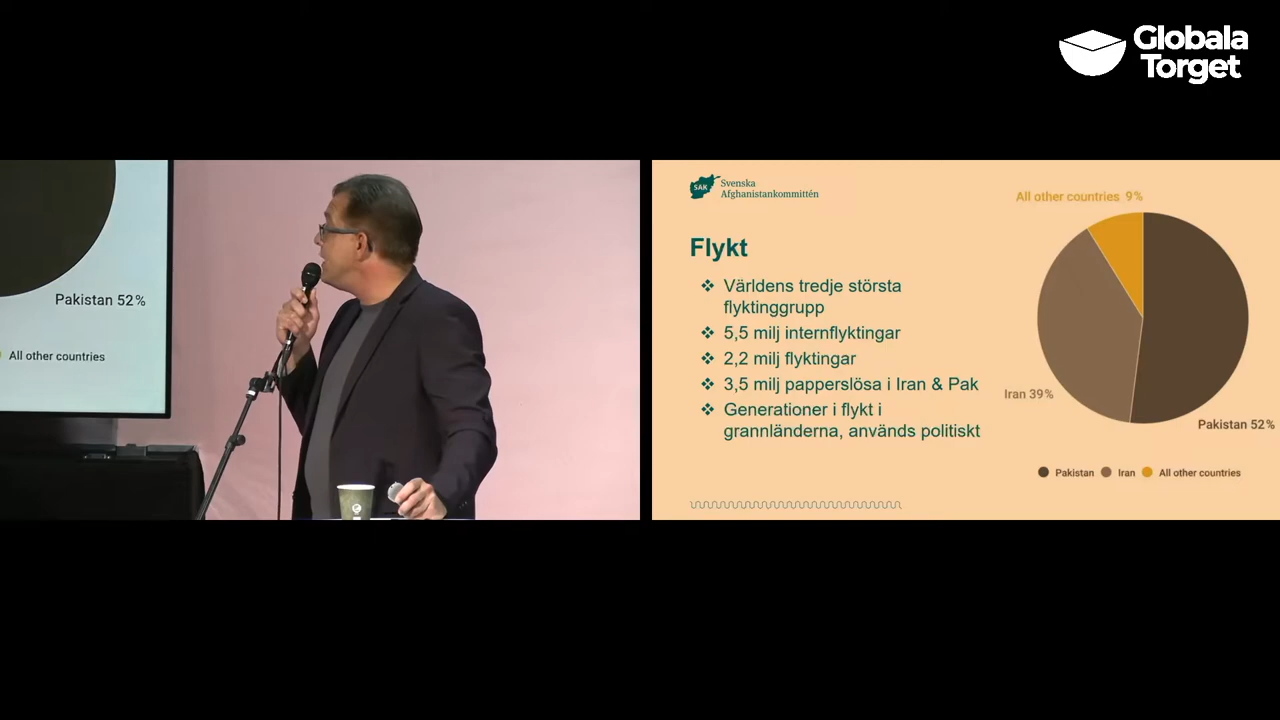 Globala
Torget
Pakistan 52%
All other countries
SAK
Svenska
Afghanistankommittén
Flykt
❖ Världens tredje största
flyktinggrupp
❖ 5,5 milj internflyktingar
❖ 2,2 milj flyktingar
❖ 3,5 milj papperslösa i Iran & Pak
❖ Generationer i flykt i
grannländerna, används politiskt
All other countries 9%
Iran 39%
Pakistan 52%
Pakistan Iran All other countries